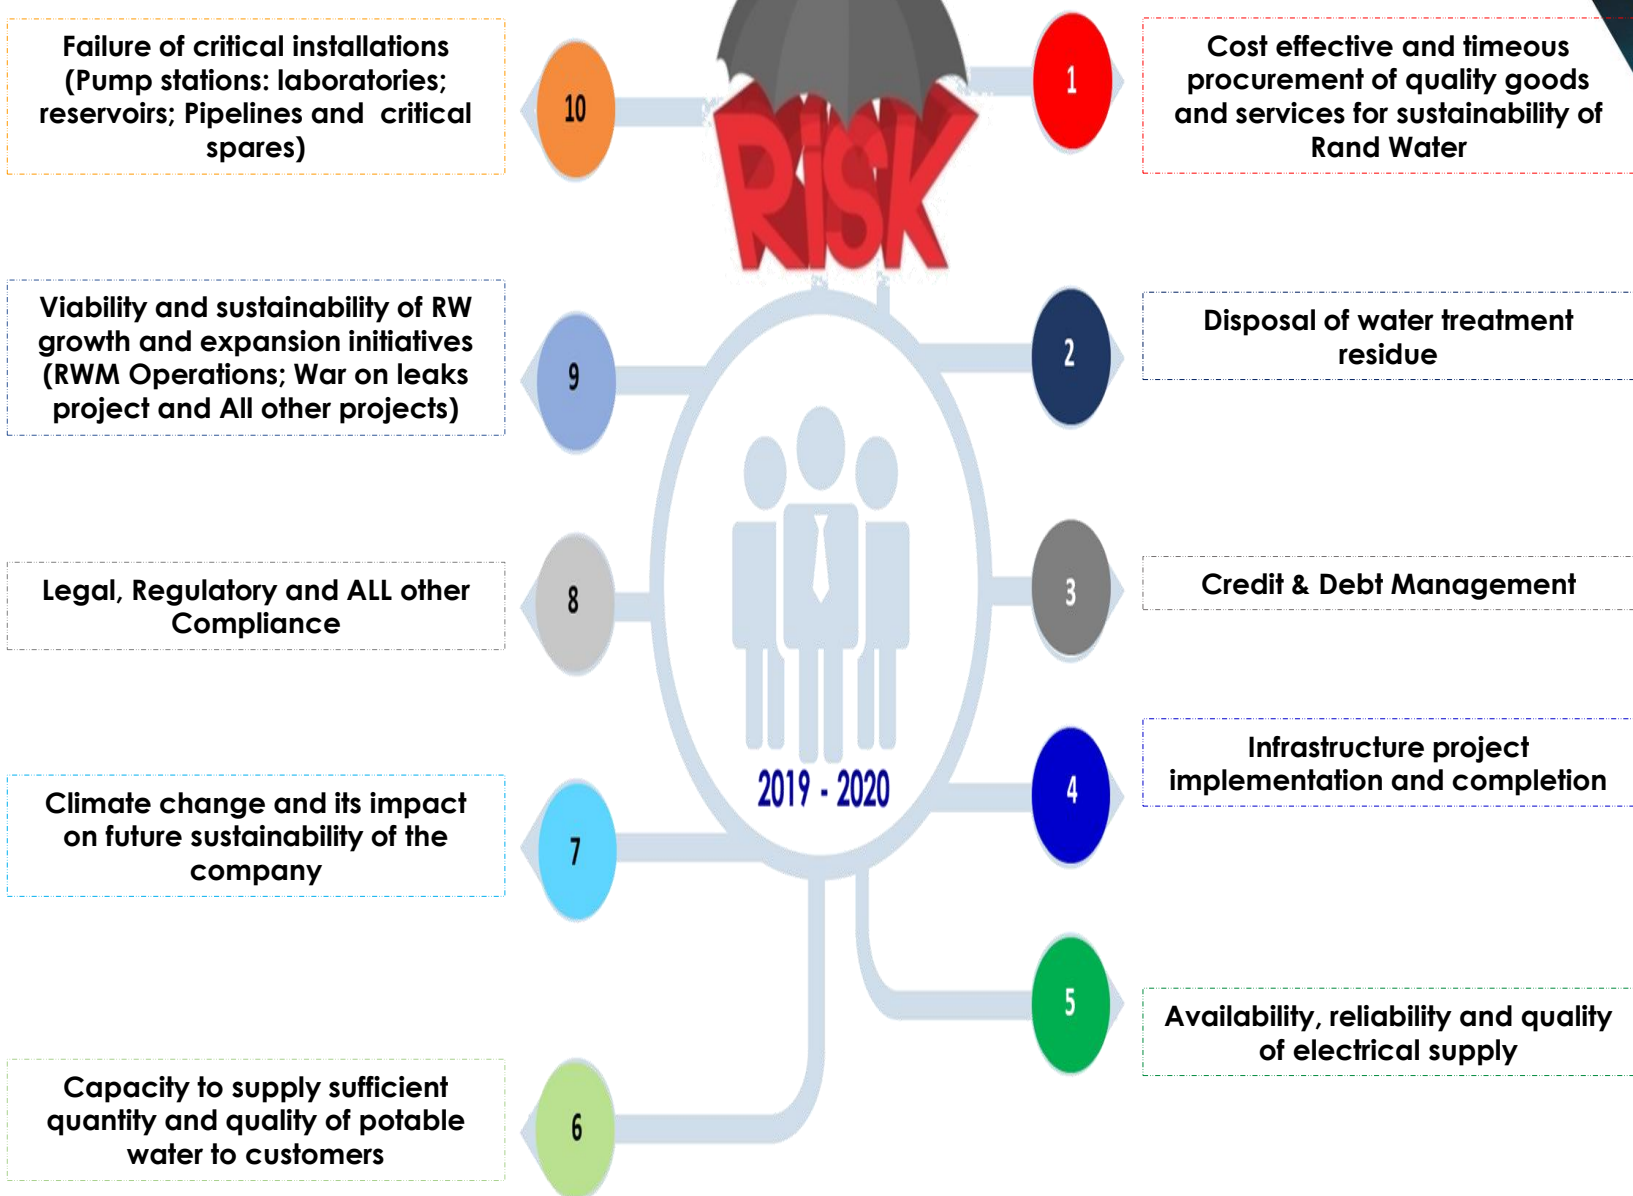 RiSK
1
Cost effective and timeous
procurement of quality goods
and services for sustainability of
Rand Water
2
Disposal of water treatment
residue
3
Credit & Debt Management
4
Infrastructure project
implementation and completion
5
Availability, reliability and quality
of electrical supply
6
Capacity to supply sufficient
quantity and quality of potable
water to customers
7
Climate change and its impact
on future sustainability of the
company
8
Legal, Regulatory and ALL other
Compliance
9
Viability and sustainability of RW
growth and expansion initiatives
(RWM Operations; War on leaks
project and All other projects)
10
Failure of critical installations
(Pump stations: laboratories;
reservoirs; Pipelines and critical
spares)
2019 - 2020